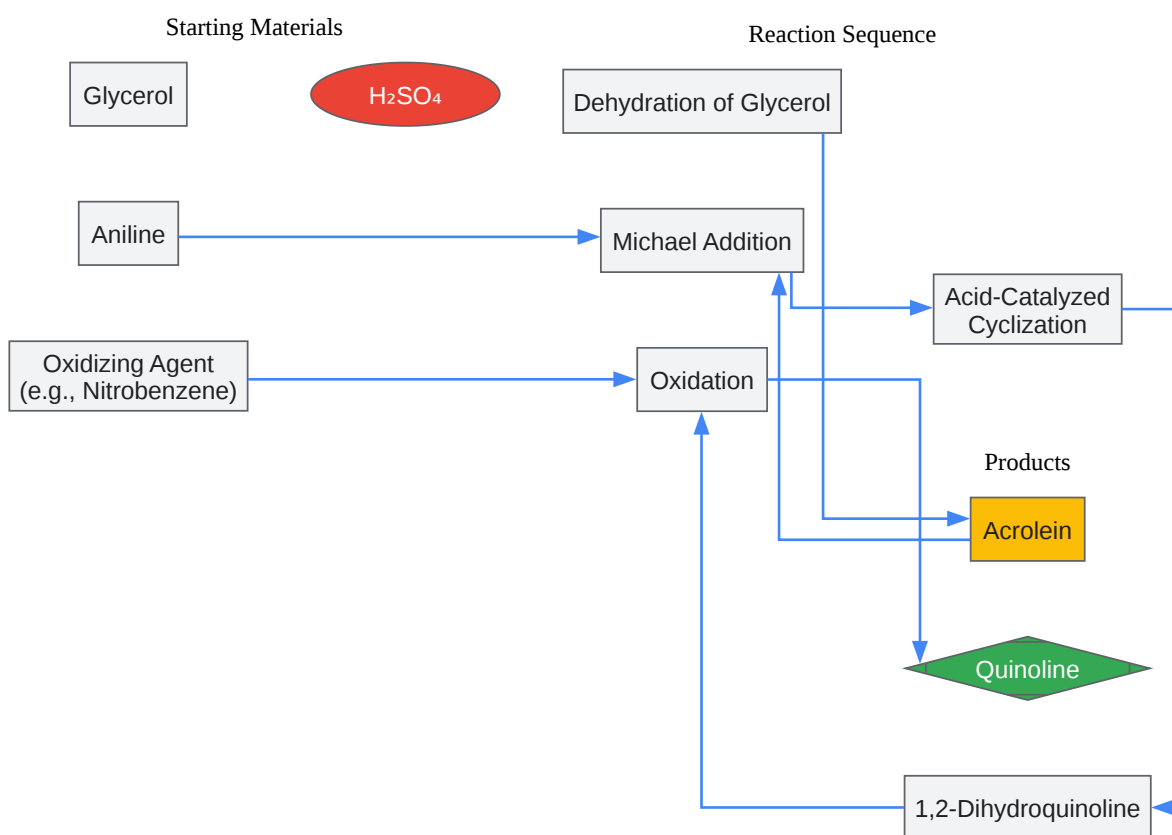 Starting Materials
Reaction Sequence
Glycerol
H₂SO₄
Dehydration of Glycerol
Aniline
Michael Addition
Acid-Catalyzed
Cyclization
Oxidizing Agent
(e.g., Nitrobenzene)
Oxidation
Products
Acrolein
Quinoline
1,2-Dihydroquinoline